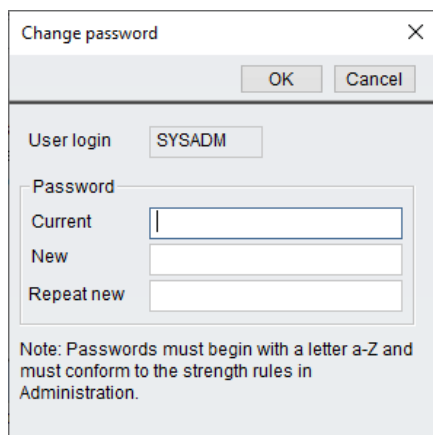 Change password
OK Cancel
User login SYSADM
Password
Current
New
Repeat new
Note: Passwords must begin with a letter a-Z and
must conform to the strength rules in
Administration.